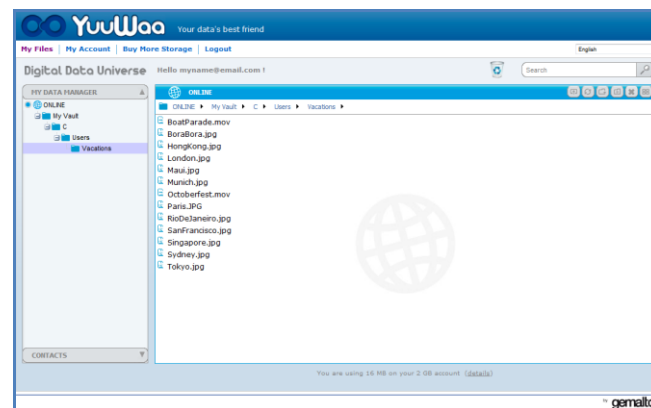 YuuWaa Your data's best friend
My Files | My Account | Buy More Storage | Logout English
Digital Data Universe Hello myname@email.com ! Search
MY DATA MANAGER
ONLINE
My Vault
C
Users
Vacations
CONTACTS
ONLINE
ONLINE My Vault C Users Vacations
BoatParade.mov
BoraBora.jpg
HongKong.jpg
London.jpg
Maui.jpg
Munich.jpg
Octoberfest.mov
Paris.JPG
RioDeJaneiro.jpg
SanFrancisco.jpg
Singapore.jpg
Sydney.jpg
Tokyo.jpg
You are using 16 MB on your 2 GB account (details)
gemalto